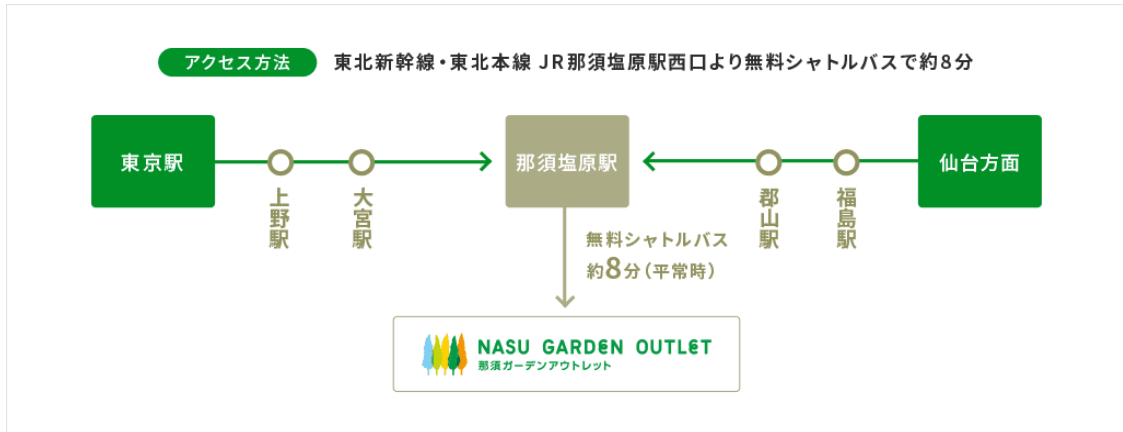 アクセス方法 東北新幹線・東北本線 JR那須塩原駅西口より無料シャトルバスで約8分
東京駅
上野駅
大宮駅
那須塩原駅
郡山駅
福島駅
仙台方面
無料シャトルバス
約8分(平常時)
NASU GARDEN OUTLET
那須ガーデンアウトレット